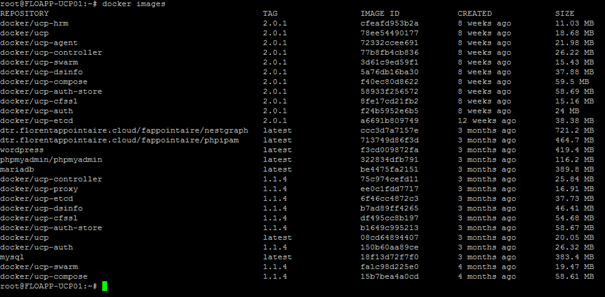 root@FLOAPP-UCP01:~# docker images
REPOSITORY TAG IMAGE ID CREATED SIZE
docker/ucp-hrm 2.0.1 cfeafd953b2a 8 weeks ago 11.03 MB
docker/ucp 2.0.1 78ee54490177 8 weeks ago 18.68 MB
docker/ucp-agent 2.0.1 72332ccee691 8 weeks ago 21.98 MB
docker/ucp-controller 2.0.1 77b8fb4cb836 8 weeks ago 26.22 MB
docker/ucp-swarm 2.0.1 3d61c9ed59f1 8 weeks ago 15.43 MB
docker/ucp-dsinfo 2.0.1 5a76db16ba30 8 weeks ago 37.88 MB
docker/ucp-compose 2.0.1 f40ec80d8622 8 weeks ago 59.5 MB
docker/ucp-auth-store 2.0.1 58933f256572 8 weeks ago 58.69 MB
docker/ucp-cfssl 2.0.1 8fe17cd21fb2 8 weeks ago 15.16 MB
docker/ucp-auth 2.0.1 f24b5952e6b5 8 weeks ago 24 MB
docker/ucp-etcd 2.0.1 a6691b809749 12 weeks ago 38.38 MB
dtr.florentappointaire.cloud/fappointaire/nestgraph latest ccc3d7a7157e 3 months ago 721.2 MB
dtr.florentappointaire.cloud/fappointaire/phpipam latest 713749d86f3d 3 months ago 464.7 MB
wordpress latest f3cd009872fa 3 months ago 419.4 MB
phpmyadmin/phpmyadmin latest 322834dfb791 3 months ago 116.2 MB
mariadb latest be4475fa2151 3 months ago 389.8 MB
docker/ucp-controller 1.1.4 75c974cefd11 3 months ago 25.84 MB
docker/ucp-proxy 1.1.4 ee0c1fdd7717 3 months ago 16.91 MB
docker/ucp-etcd 1.1.4 6f46cc4872c3 3 months ago 37.73 MB
docker/ucp-dsinfo 1.1.4 b7ad89ff4265 3 months ago 46.41 MB
docker/ucp-cfssl 1.1.4 df495cc8b197 3 months ago 54.68 MB
docker/ucp-auth-store 1.1.4 b1649c995213 3 months ago 58.67 MB
docker/ucp latest 08cd64894407 3 months ago 20.05 MB
docker/ucp-auth 1.1.4 150b60aa89ce 3 months ago 26.32 MB
mysql latest 18f13d72f7f0 3 months ago 383.4 MB
docker/ucp-swarm 1.1.4 fa1c98d225e0 4 months ago 19.47 MB
docker/ucp-compose 1.1.4 15b7bea4a0cd 4 months ago 58.61 MB
root@FLOAPP-UCP01:~#